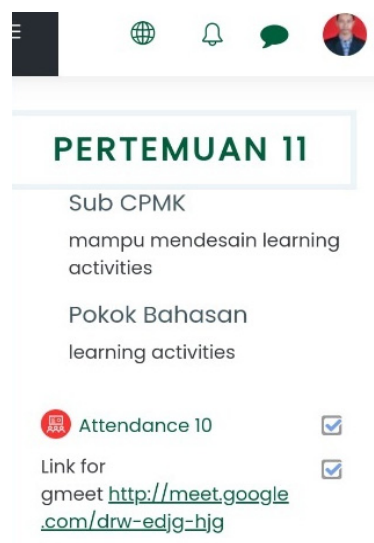 PERTEMUAN 11
Sub CPMK
mampu mendesain learning
activities
Pokok Bahasan
learning activities
Attendance 10
Link for
gmeet http://meet.google
.com/drw-edjg-hjg